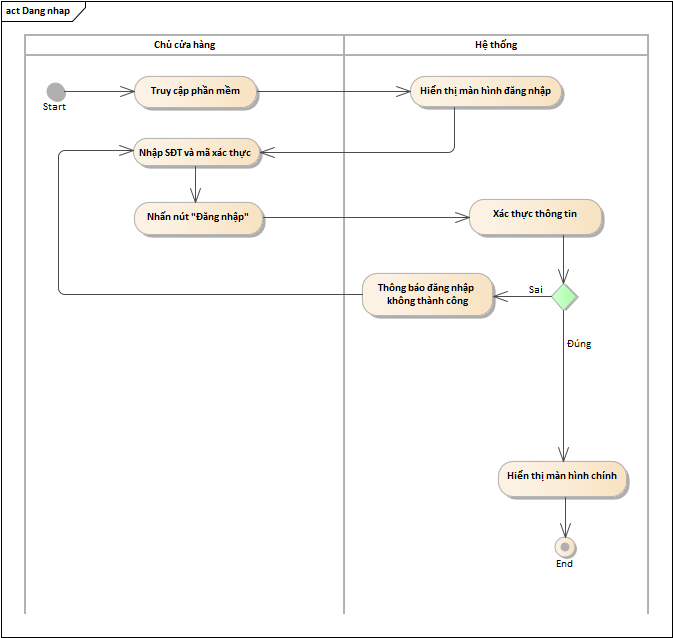 act Dang nhap
Chủ cửa hàng
Hệ thống
Start
Truy cập phần mềm
Hiển thị màn hình đăng nhập
Nhập SĐT và mã xác thực
Nhấn nút "Đăng nhập"
Xác thực thông tin
Thông báo đăng nhập
không thành công
Sai
Đúng
Hiển thị màn hình chính
End